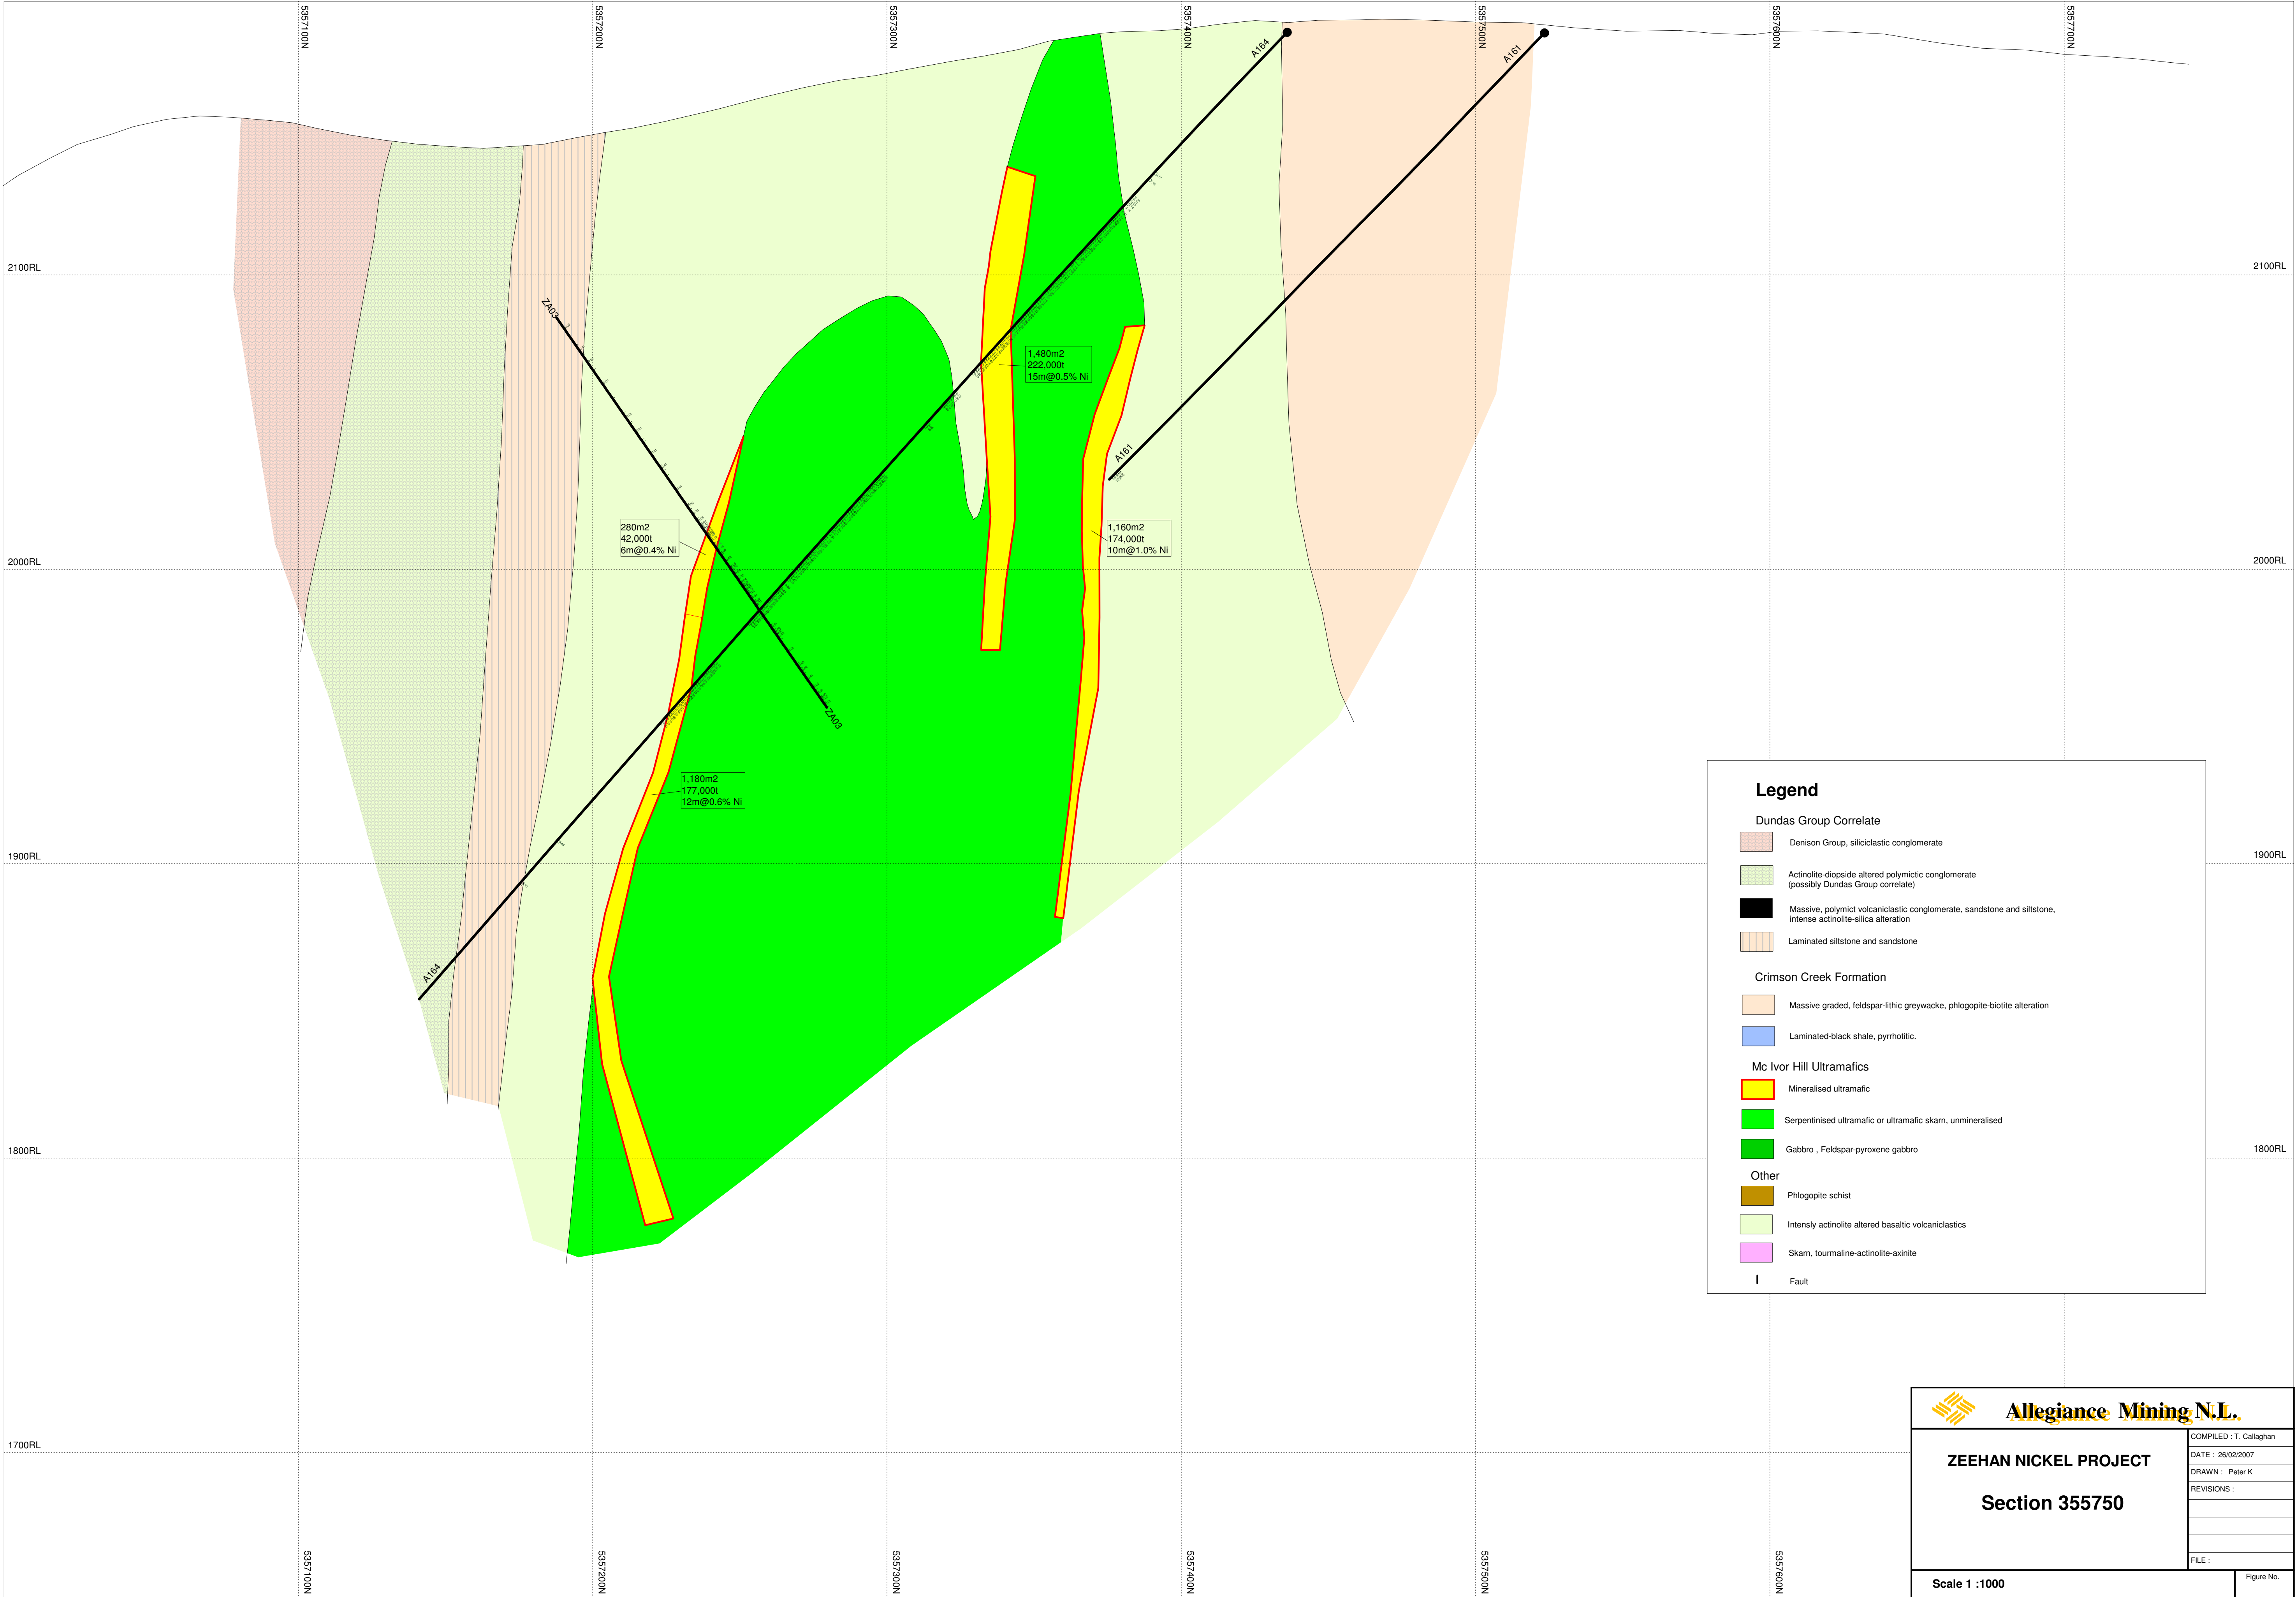 5357100N
5357200N
5357300N
5357400N
5357500N
5357600N
5357700N
A164
A161
2100RL
2100RL
ZA03
1,480m2
222,000t
15m@0.5% Ni
A161
280m2
42,000t
6m@0.4% Ni
1,160m2
174,000t
10m@1.0% Ni
2000RL
2000RL
ZA03
1,180m2
177,000t
12m@0.6% Ni
1900RL
1900RL
A164
1800RL
1800RL
1700RL
Legend
Dundas Group Correlate
Denison Group, siliciclastic conglomerate
Actinolite-diopside altered polymictic conglomerate
(possibly Dundas Group correlate)
Massive, polymict volcaniclastic conglomerate, sandstone and siltstone,
intense actinolite-silica alteration
Laminated siltstone and sandstone
Crimson Creek Formation
Massive graded, feldspar-lithic greywacke, phlogopite-biotite alteration
Laminated-black shale, pyrrhotitic.
Mc Ivor Hill Ultramafics
Mineralised ultramafic
Serpentinised ultramafic or ultramafic skarn, unmineralised
Gabbro , Feldspar-pyroxene gabbro
Other
Phlogopite schist
Intensly actinolite altered basaltic volcaniclastics
Skarn, tourmaline-actinolite-axinite
Fault
Allegiance Mining N.L.
ZEEHAN NICKEL PROJECT
Section 355750
COMPILED : T. Callaghan
DATE : 26/02/2007
DRAWN : Peter K
REVISIONS :
FILE :
Scale 1 :1000
Figure No.
5357100N
5357200N
5357300N
5357400N
5357500N
5357600N